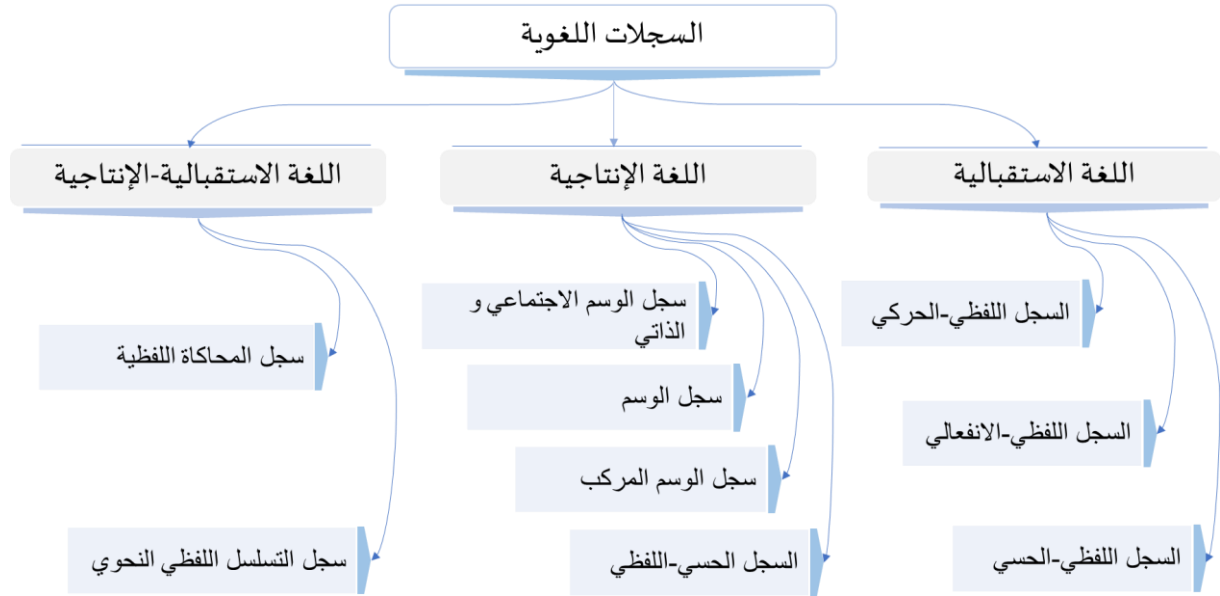 السجلات اللغوية
اللغة الاستقبالية
السجل اللفظي-الحركي
السجل اللفظي-الانفعالي
السجل اللفظي-الحسي
اللغة الإنتاجية
سجل الوسم الاجتماعي و
الذاتي
سجل الوسم
سجل الوسم المركب
السجل الحسي-اللفظي
اللغة الاستقبالية-الإنتاجية
سجل المحاكاة اللفظية
سجل التسلسل اللفظي النحوي